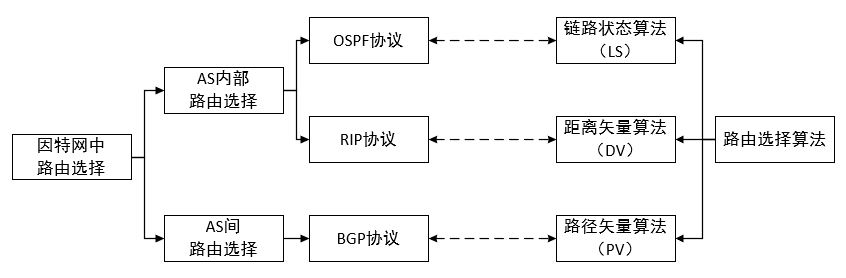 因特网中
路由选择
AS内部
路由选择
AS间
路由选择
OSPF协议
RIP协议
BGP协议
链路状态算法
（LS）
距离矢量算法
（DV）
路径矢量算法
（PV）
路由选择算法